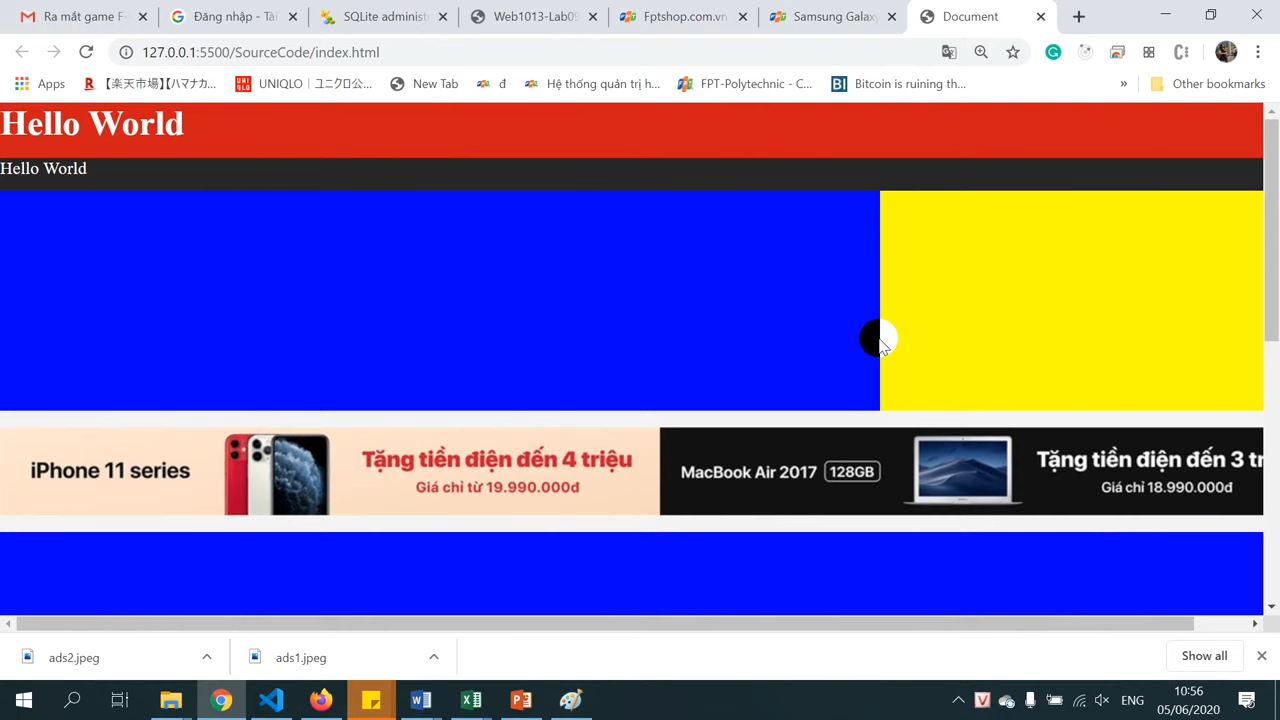 Ra mắt game F
Đăng nhập - Tài
SQLite administ
Web1013-Lab09
Fptshop.com.vn
Samsung Galaxy
Document
127.0.0.1:5500/SourceCode/index.html
Apps
【楽天市場】【ハマナカ...
UNIQLO｜ユニクロ公...
New Tab
đ
Hệ thống quản trị h...
FPT-Polytechnic - C...
BI
Bitcoin is ruining th...
»
Other bookmarks
Hello World
Hello World
iPhone 11 series
Tặng tiền điện đến 4 triệu
Giá chỉ từ 19.990.000đ
MacBook Air 2017 128GB
Tặng tiền điện đến 3 tr
Giá chỉ 18.990.000đ
ads2.jpeg
ads1.jpeg
Show all
ENG
10:56
05/06/2020